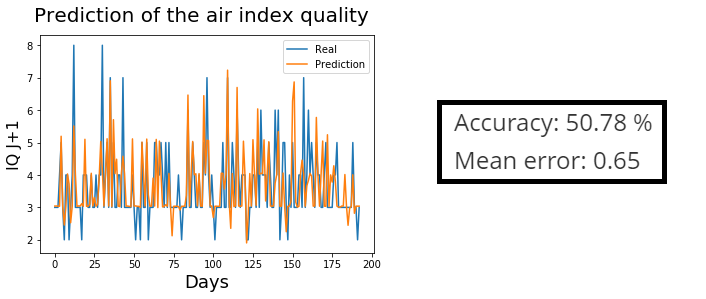 Prediction of the air index quality
Real
Prediction
8
7
6
5
4
3
2
IQ J+1
0
25
50
75
100
125
150
175
200
Days
Accuracy: 50.78 %
Mean error: 0.65